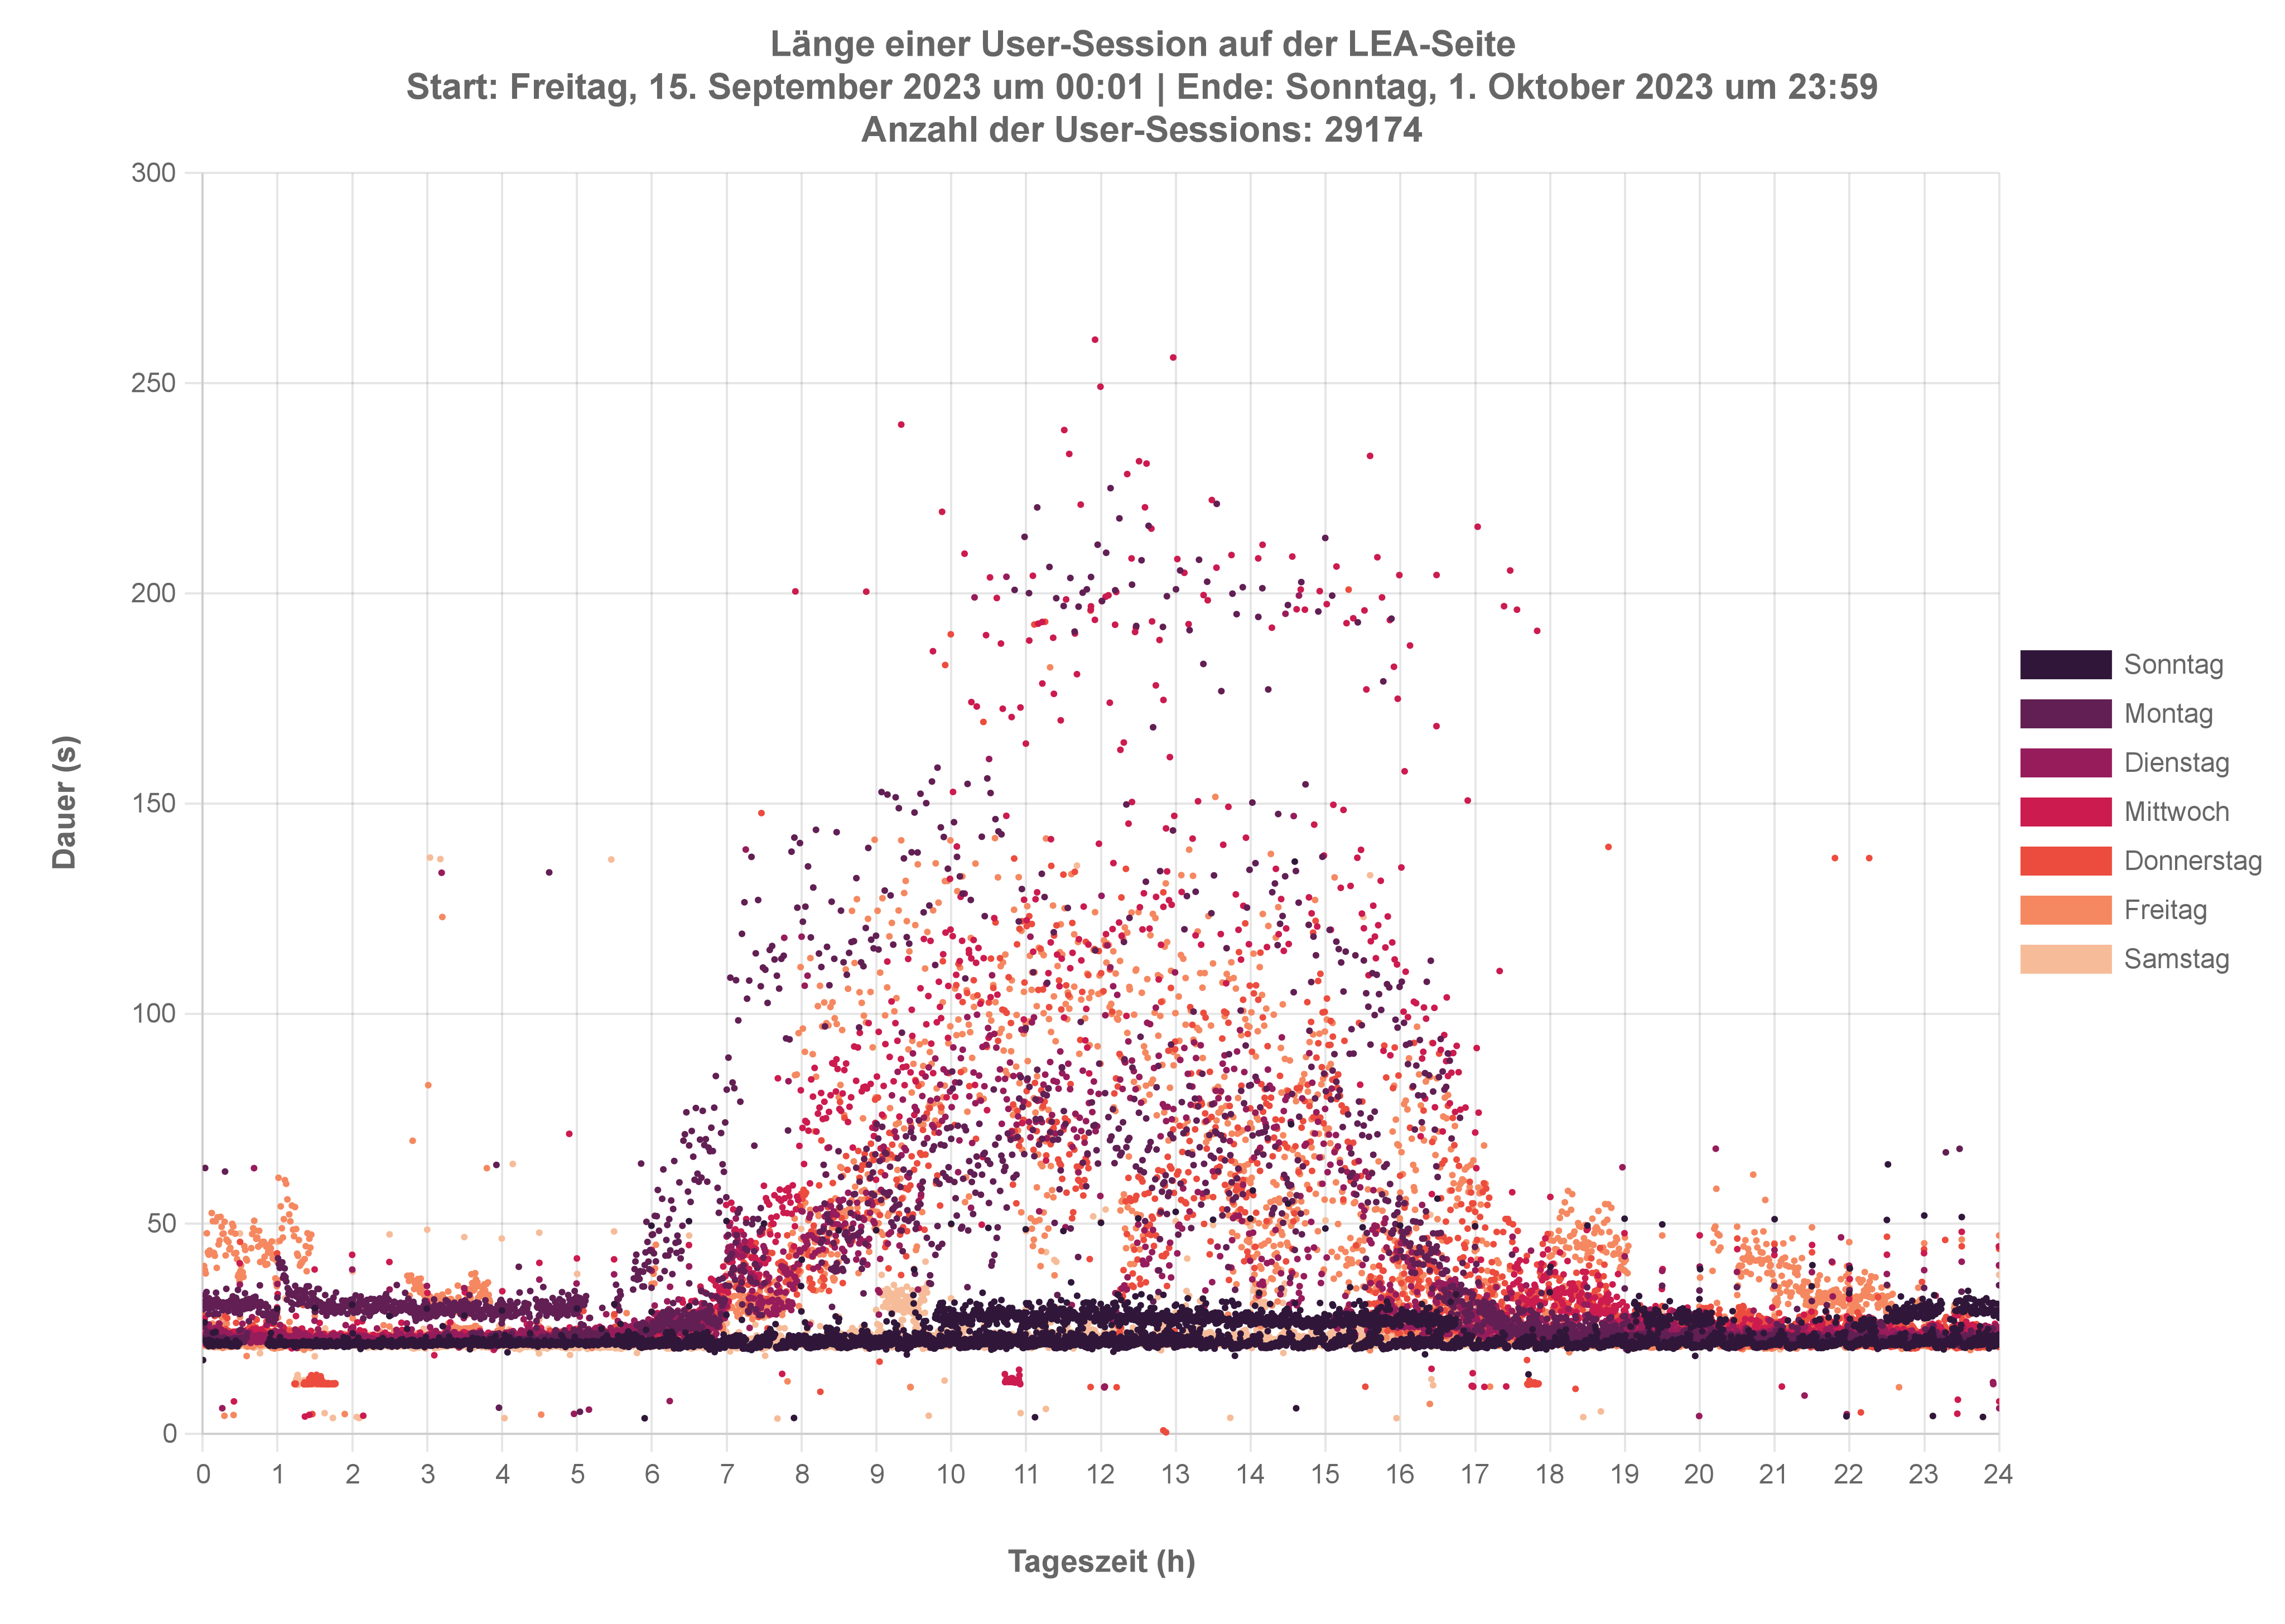 Länge einer User-Session auf der LEA-Seite
Start: Freitag, 15. September 2023 um 00:01 | Ende: Sonntag, 1. Oktober 2023 um 23:59
Anzahl der User-Sessions: 29174
300
250
200
150
100
50
0
Dauer (s)
0 1 2 3 4 5 6 7 8 9 10 11 12 13 14 15 16 17 18 19 20 21 22 23 24
Tageszeit (h)
Sonntag
Montag
Dienstag
Mittwoch
Donnerstag
Freitag
Samstag